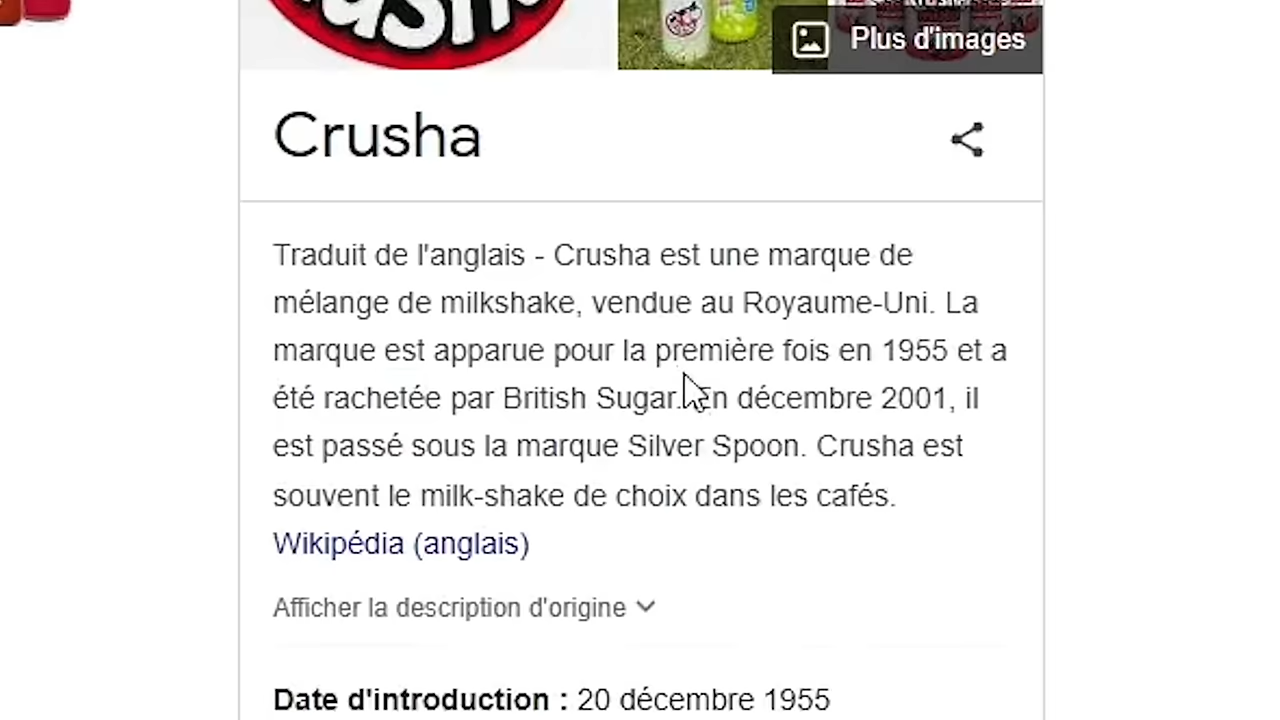 Plus d'images
Crusha
Traduit de l'anglais - Crusha est une marque de
mélange de milkshake, vendue au Royaume-Uni. La
marque est apparue pour la première fois en 1955 et a
été rachetée par British Sugar. En décembre 2001, il
est passé sous la marque Silver Spoon. Crusha est
souvent le milk-shake de choix dans les cafés.
Wikipédia (anglais)
Afficher la description d'origine
Date d'introduction : 20 décembre 1955